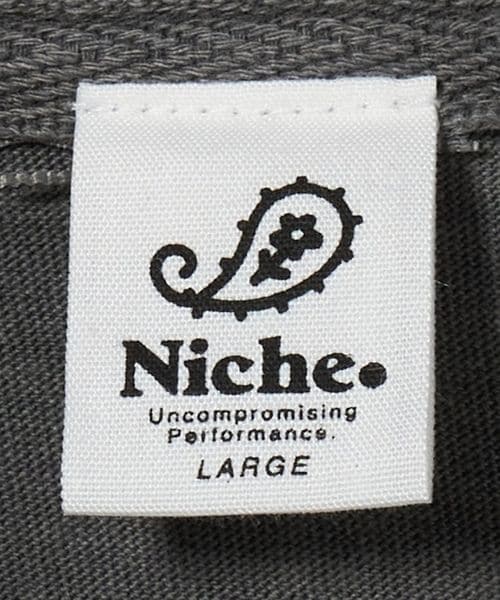 Niche.
Uncompromising
Performance.
LARGE